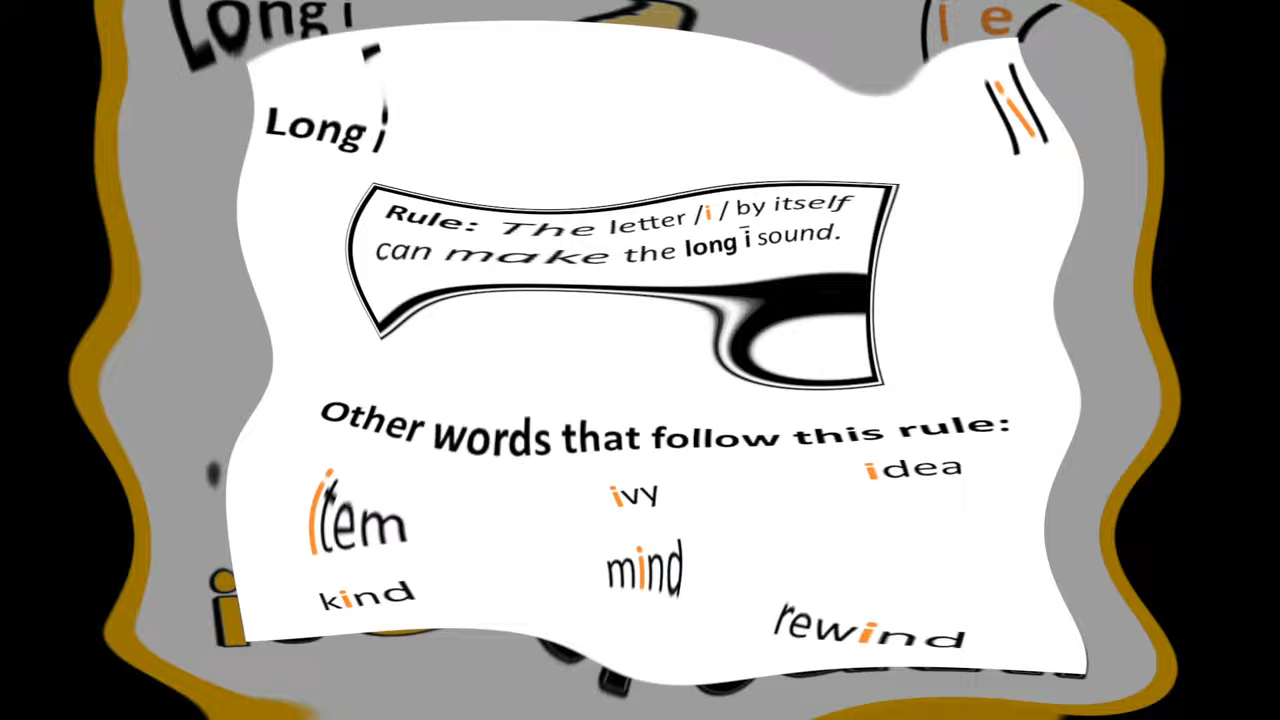 Long i
i e
Long i
/i/
Rule: The letter /i/ by itself
can make the long ī sound.
Other words that follow this rule:
item ivy idea
kind mind rewind